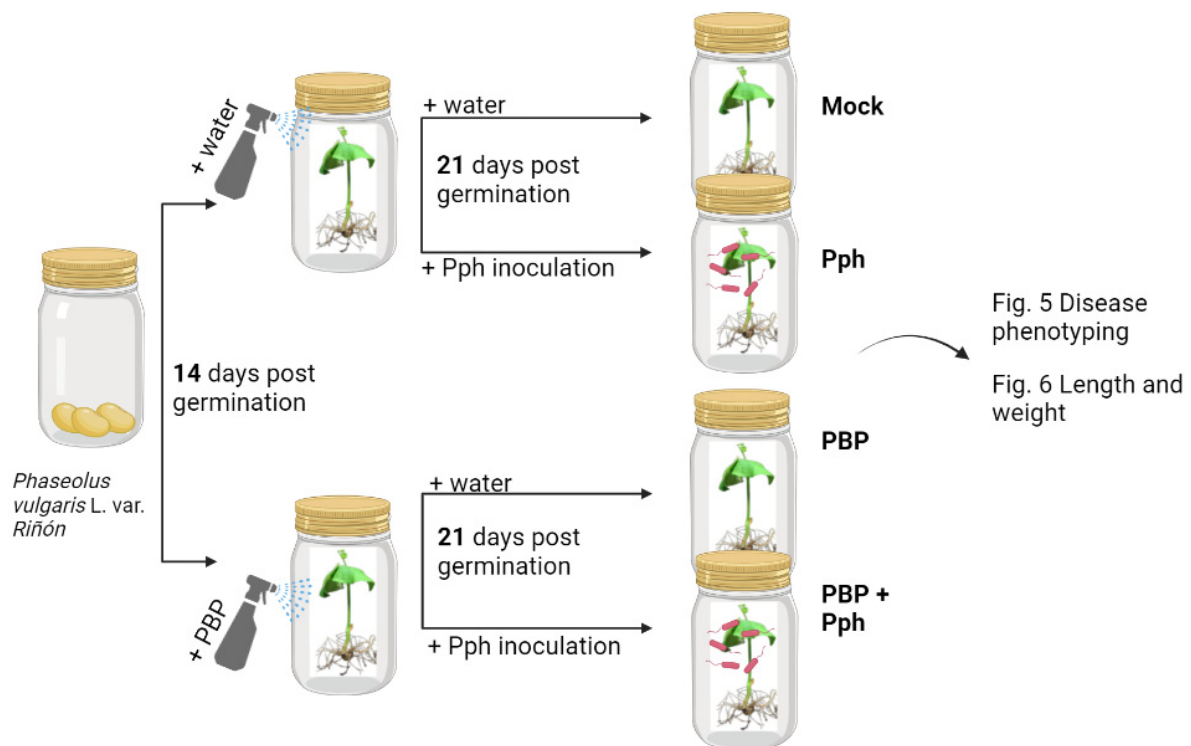 + water
+ water
21 days post
germination
+ Pph inoculation
Mock
Pph
14 days post
germination
Phaseolus
vulgaris L. var.
Riñón
+ PBP
+ water
21 days post
germination
+ Pph inoculation
PBP
PBP +
Pph
Fig. 5 Disease
phenotyping
Fig. 6 Length and
weight